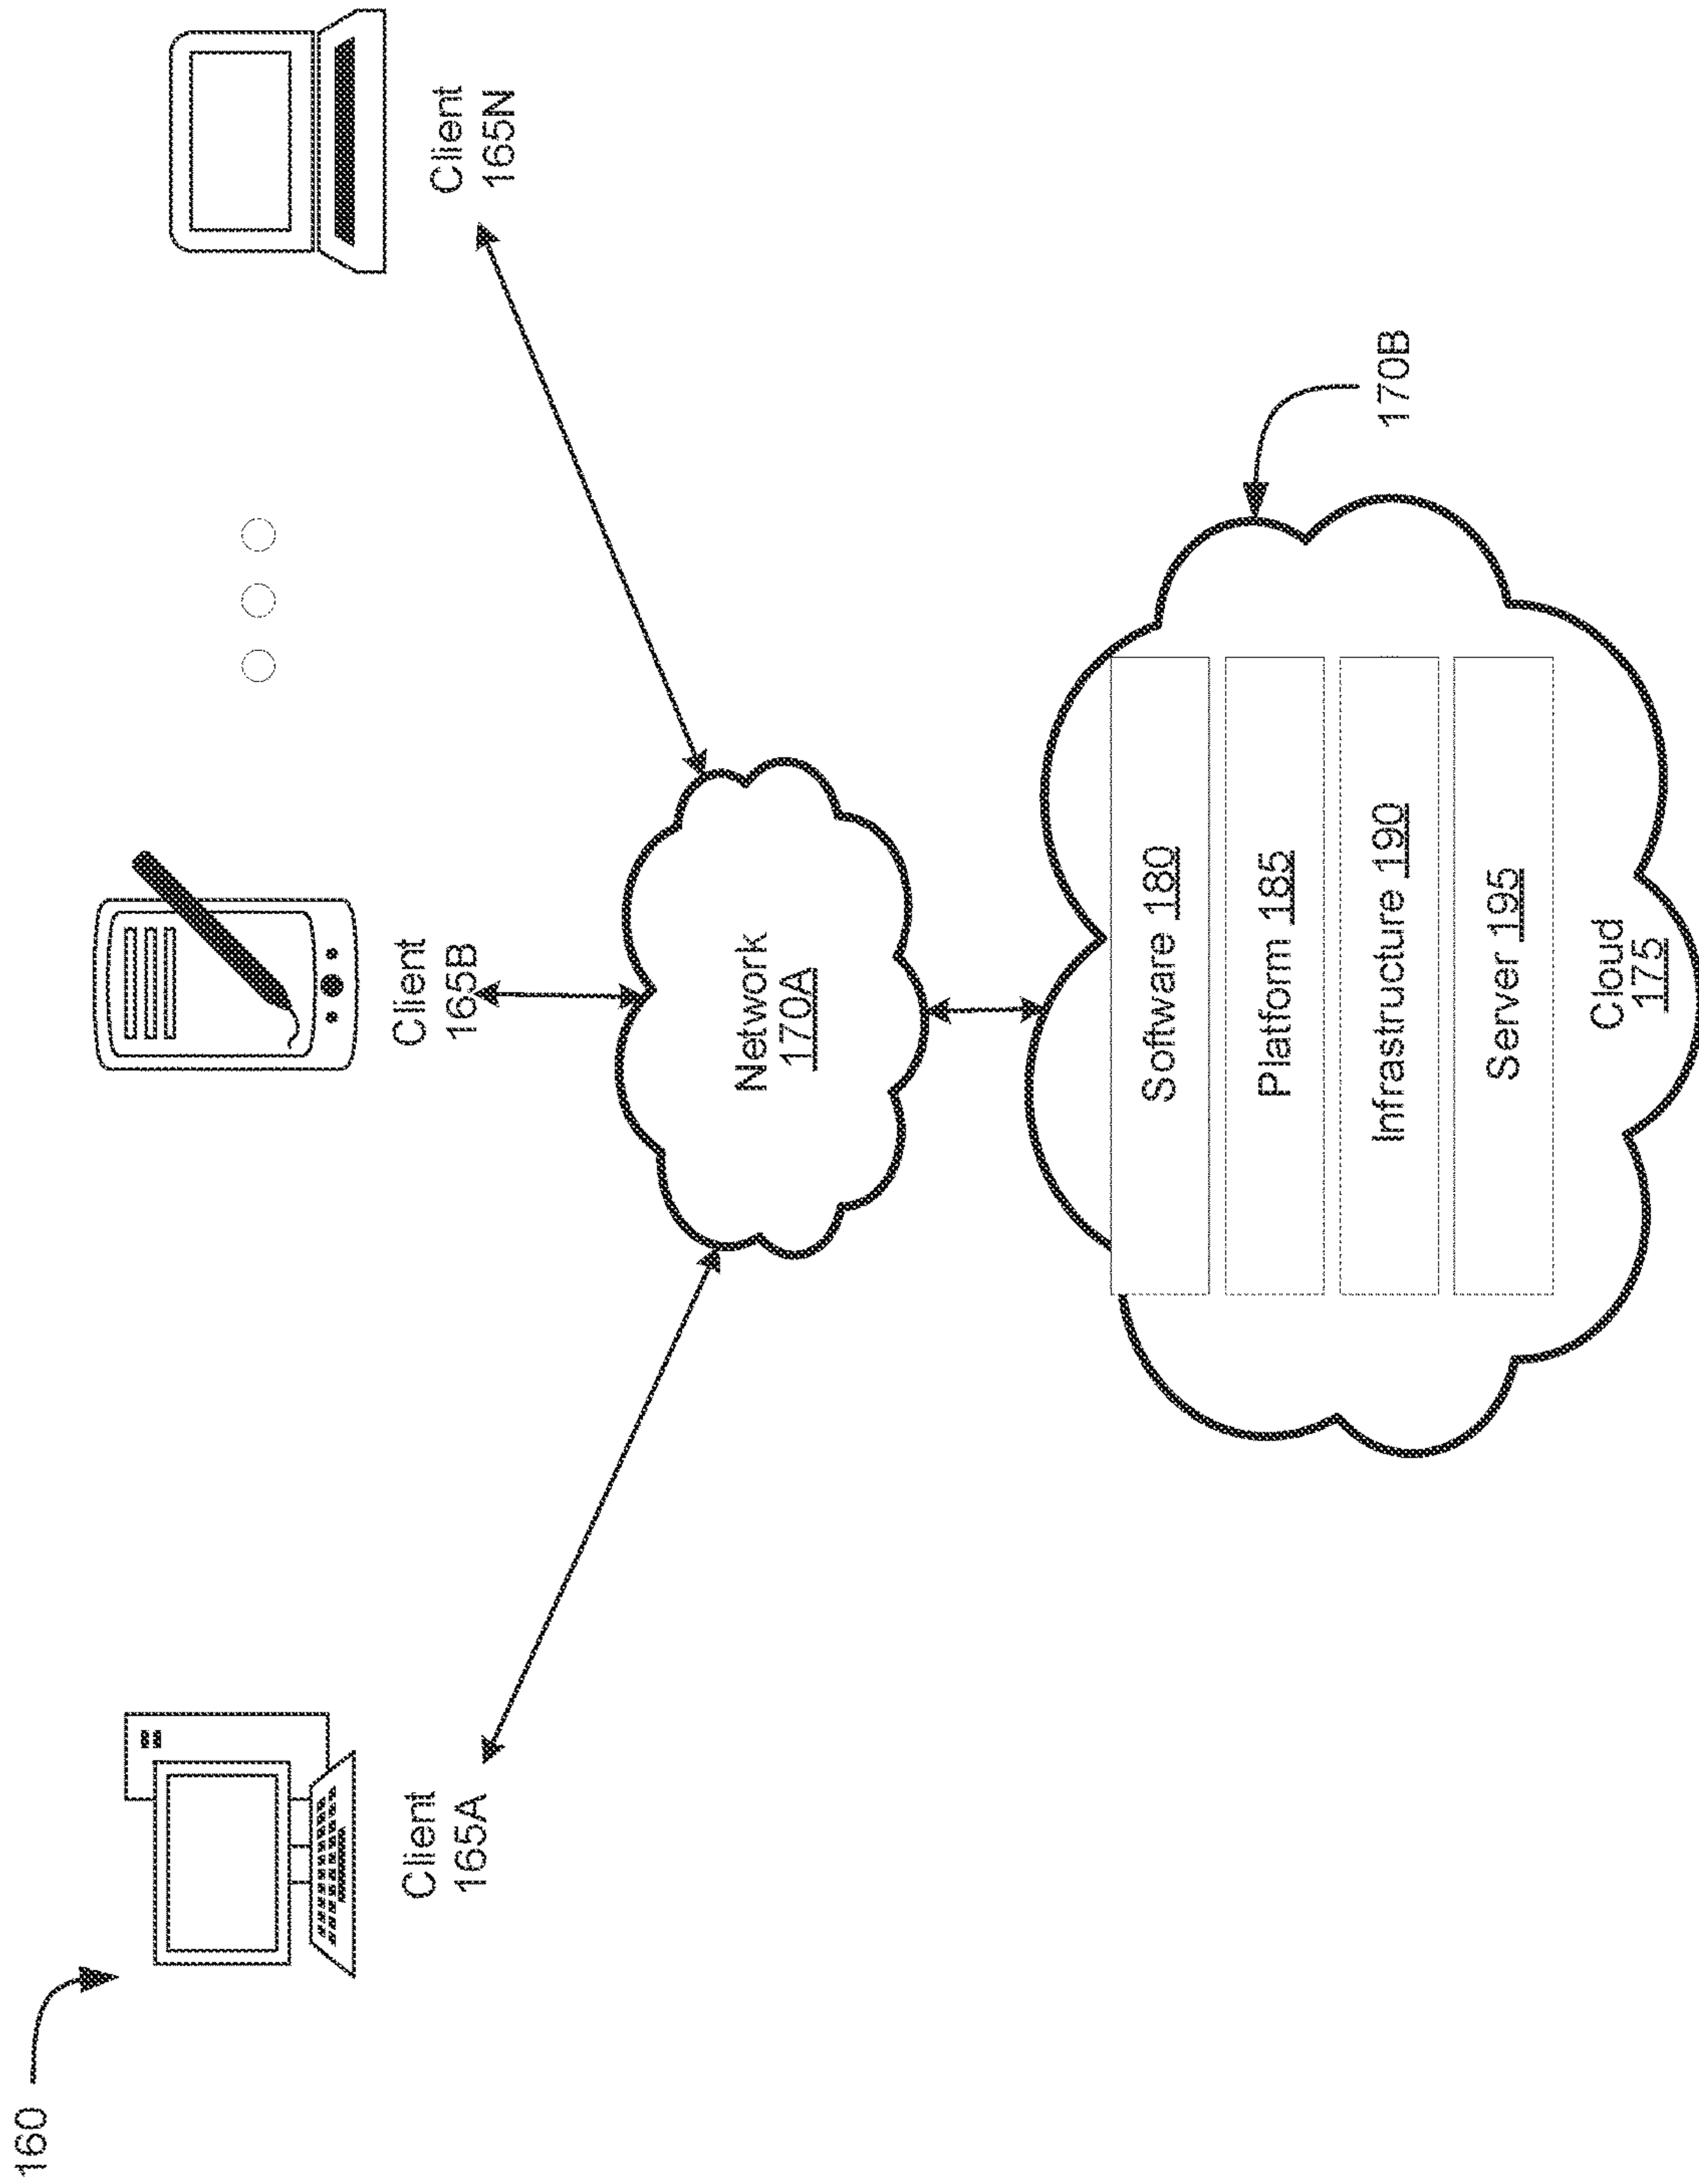 160
Client
165A
Client
165B
Client
165N
Network
170A
170B
Software 180
Platform 185
Infrastructure 190
Server 195
Cloud
175